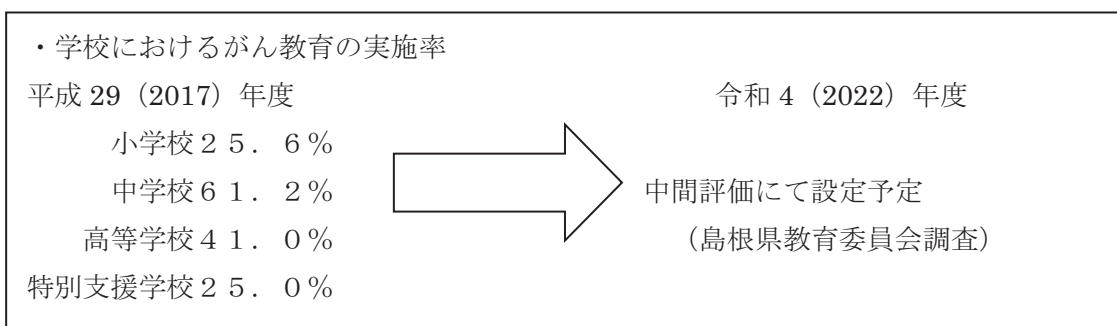 ・学校におけるがん教育の実施率
平成 29（2017）年度　令和 4（2022）年度
小学校２５．６％
中学校６１．２％　中間評価にて設定予定
高等学校４１．０％　（島根県教育委員会調査）
特別支援学校２５．０％